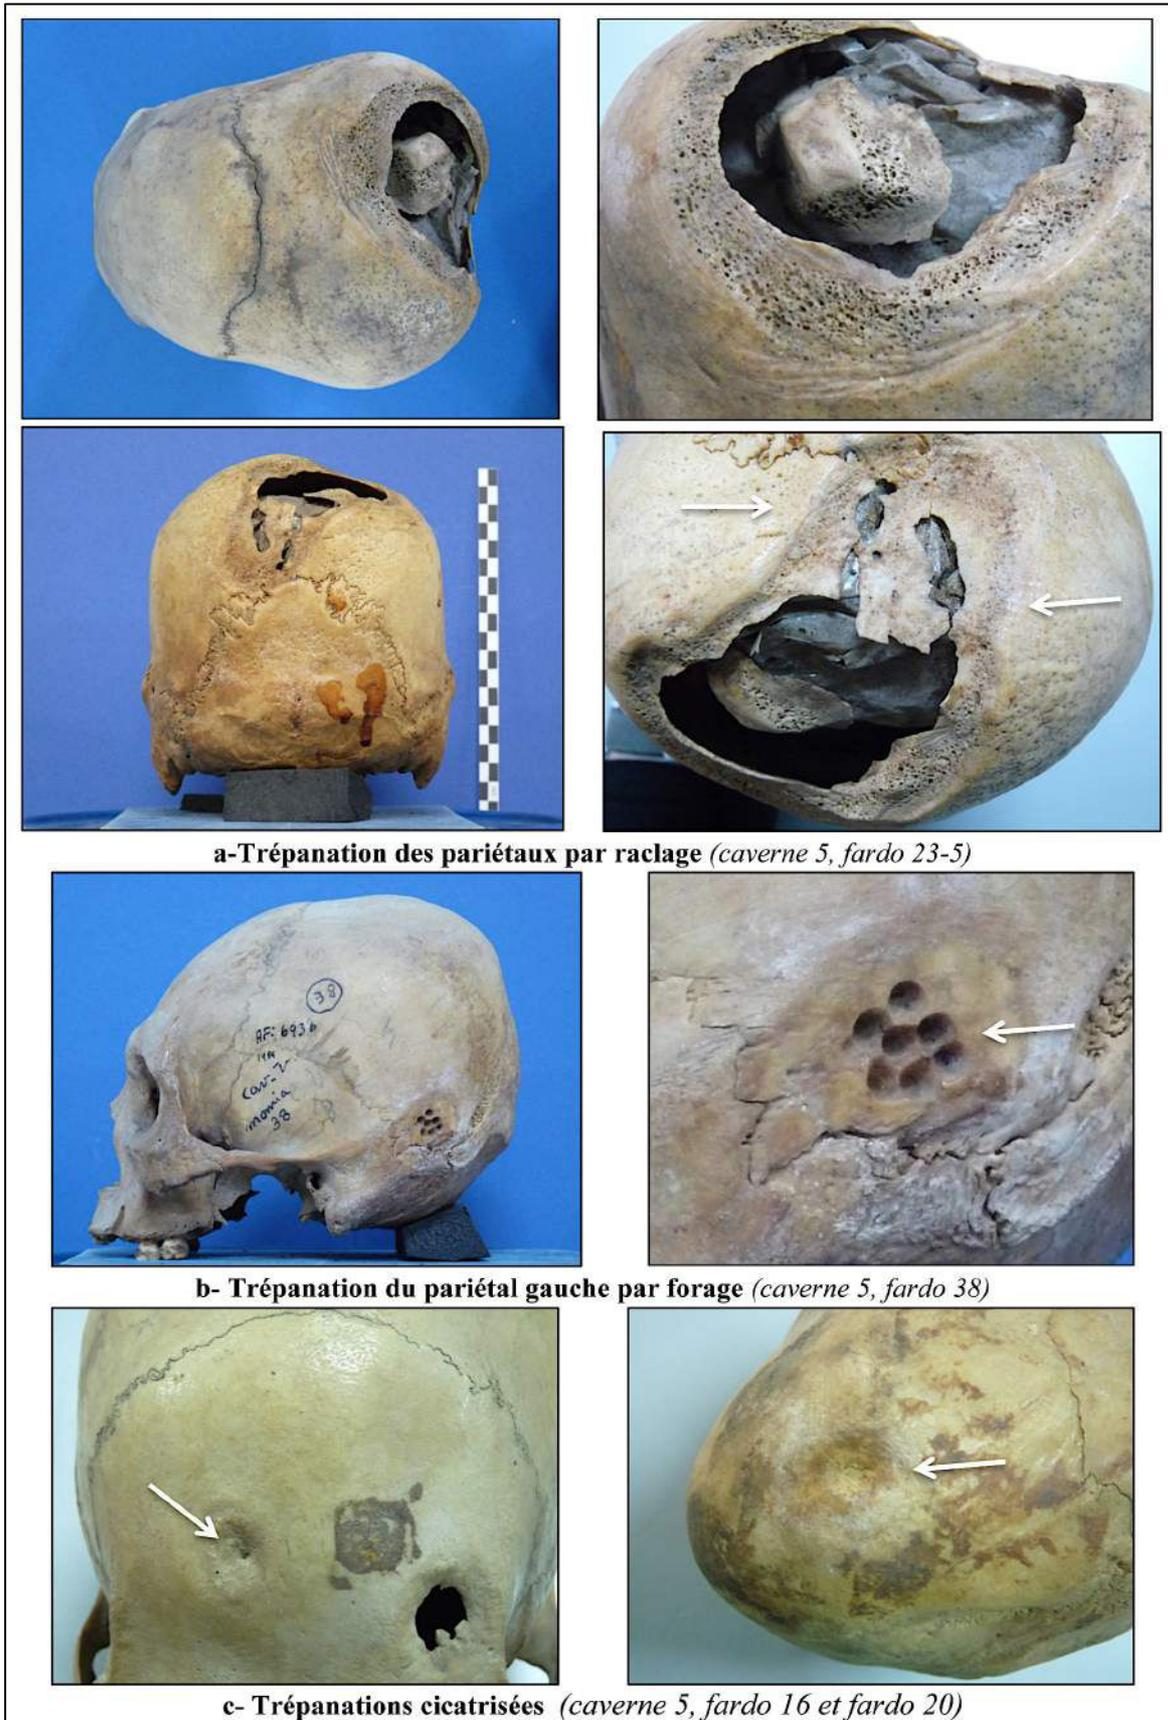 a-Trépanation des pariétaux par raclage (caverne 5, fardo 23-5)
38
AF: 6936
cav-V
momia
38
b- Trépanation du pariétal gauche par forage (caverne 5, fardo 38)
c- Trépanations cicatrisées (caverne 5, fardo 16 et fardo 20)